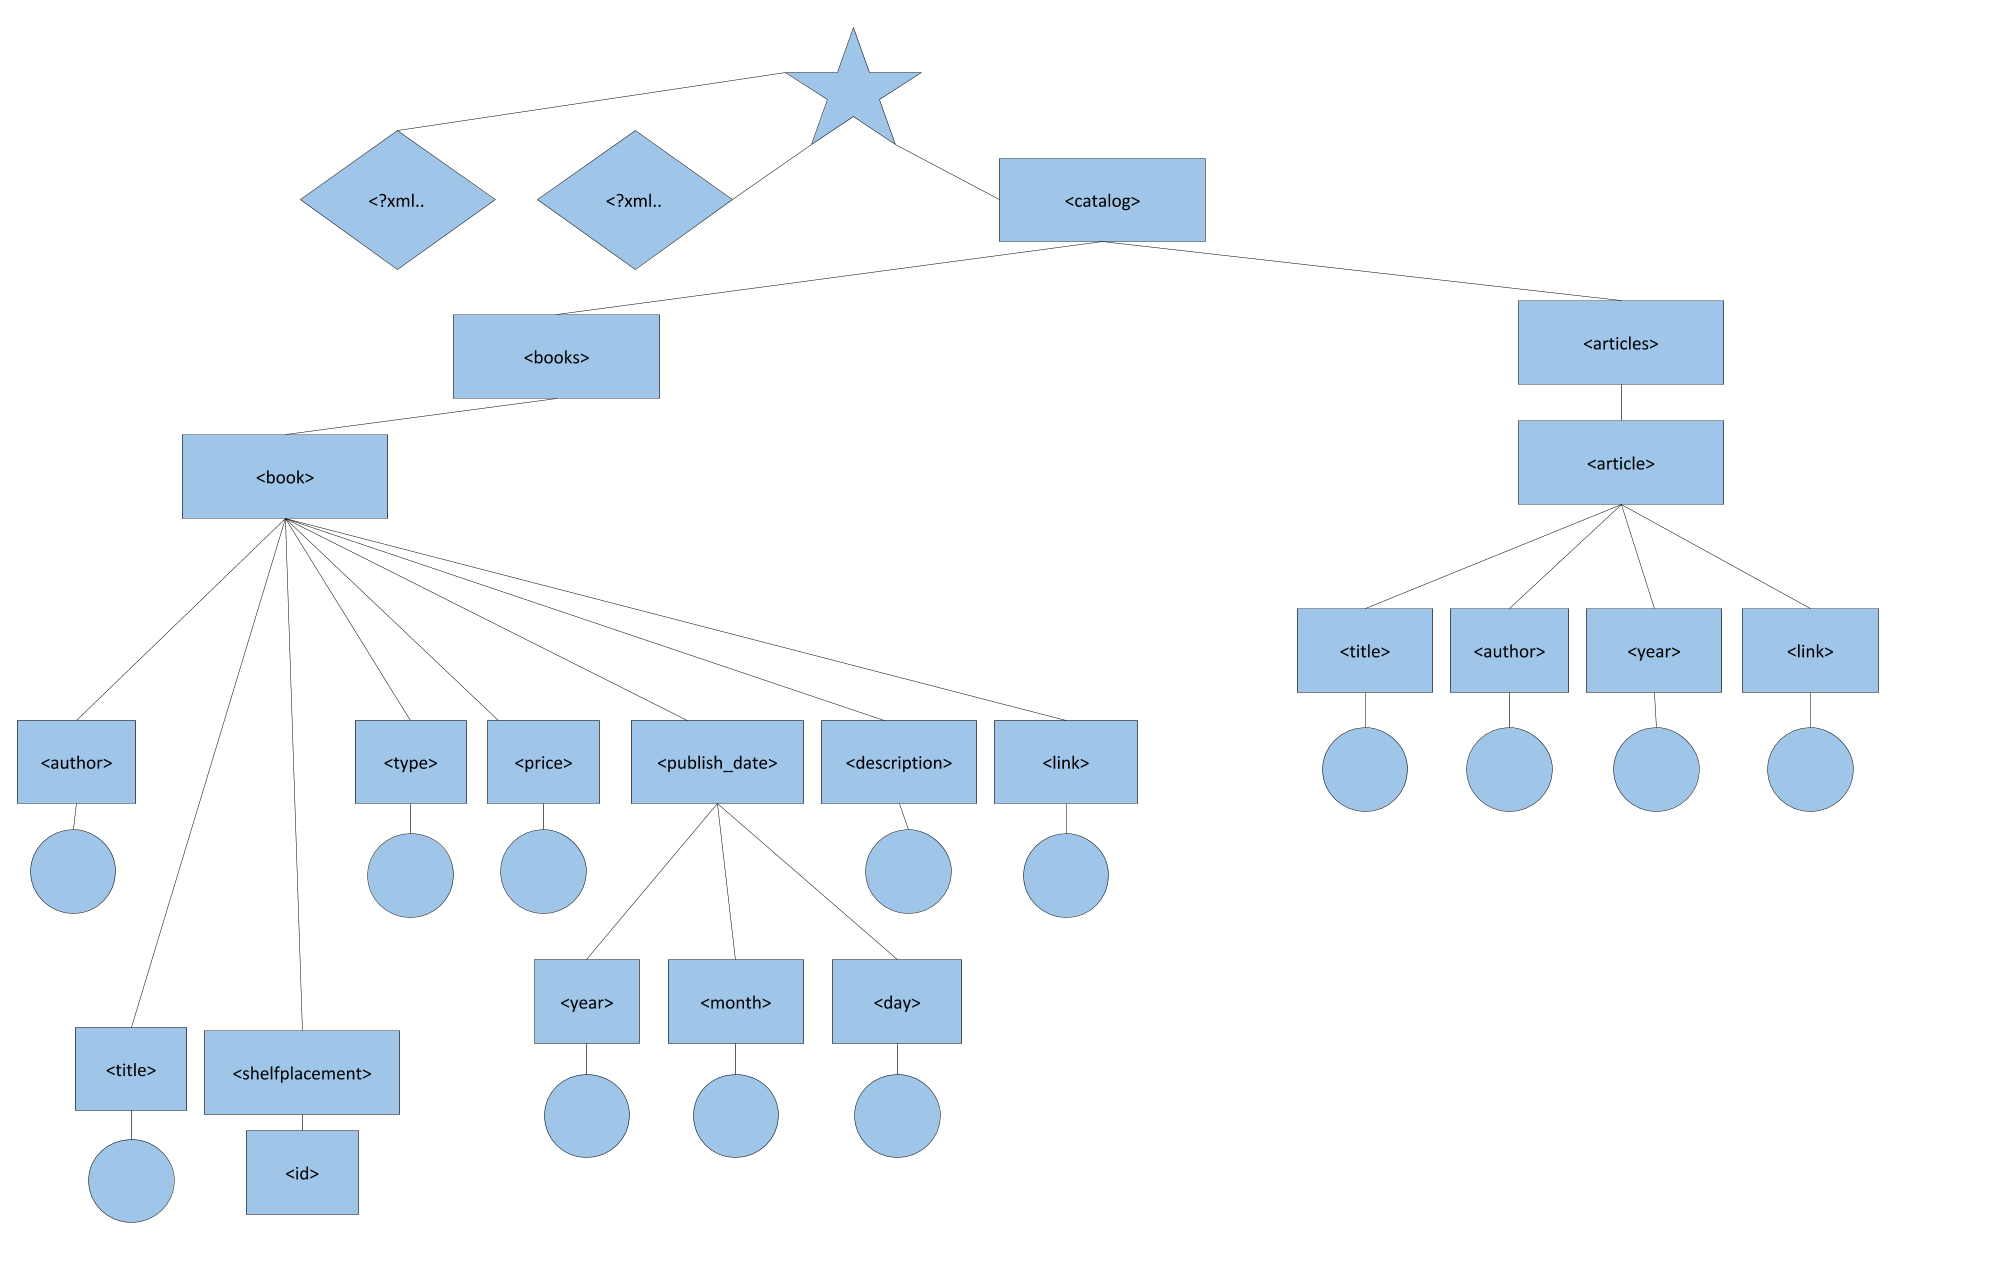 <?xml..
<?xml..
<catalog>
<books>
<articles>
<book>
<article>
<title>
<author>
<year>
<link>
<author>
<type>
<price>
<publish_date>
<description>
<link>
<year>
<month>
<day>
<title>
<shelfplacement>
<id>